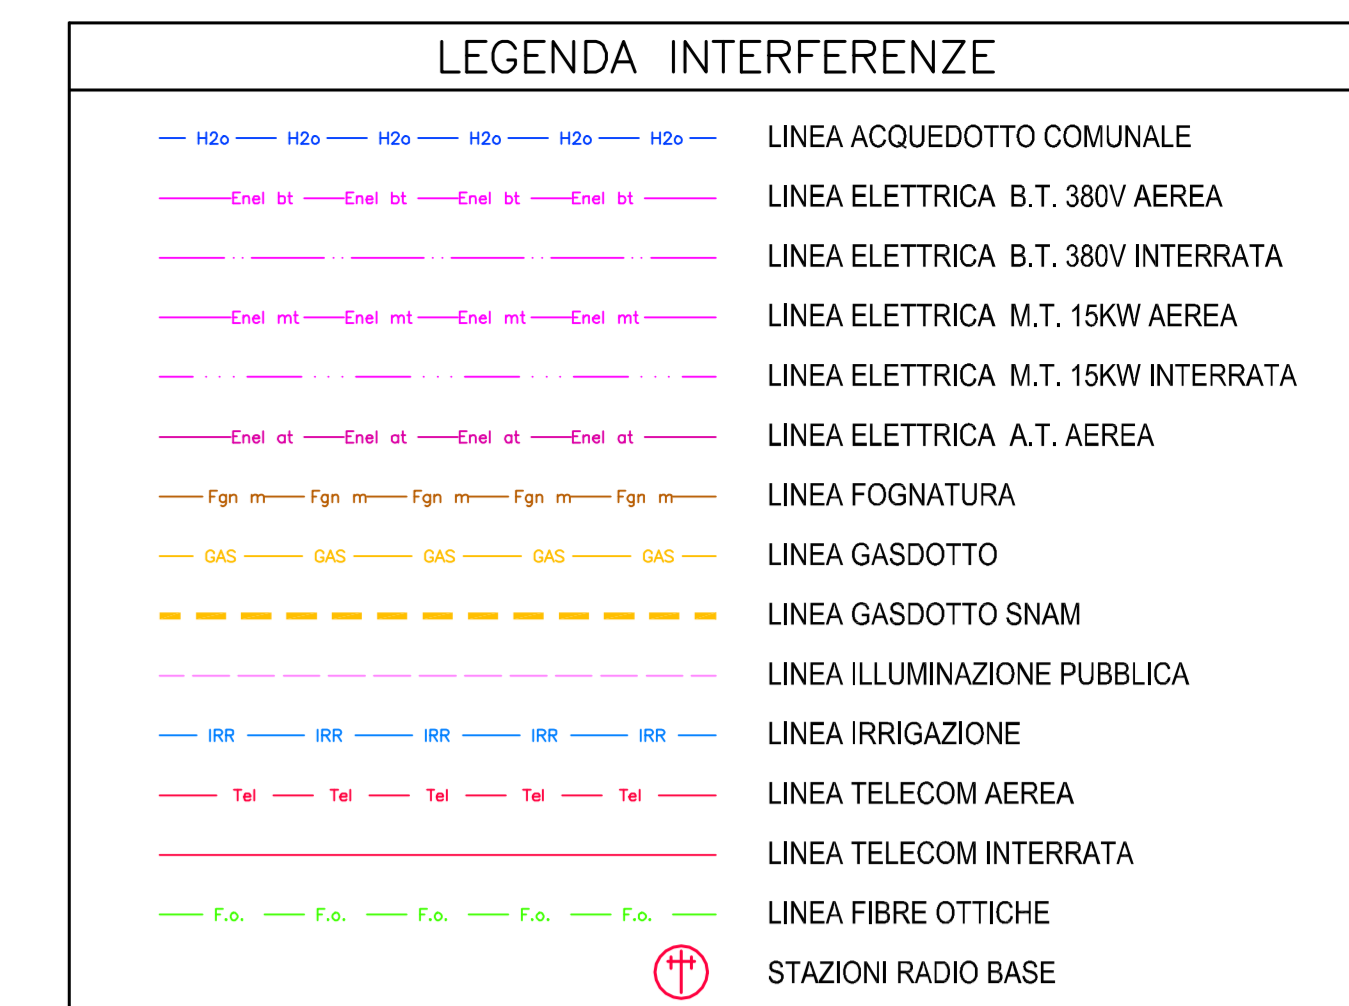 LEGENDA INTERFERENZE
H2o H2o H2o H2o H2o H2o LINEA ACQUEDOTTO COMUNALE
Enel bt Enel bt Enel bt Enel bt LINEA ELETTRICA B.T. 380V AEREA
LINEA ELETTRICA B.T. 380V INTERRATA
Enel mt Enel mt Enel mt Enel mt LINEA ELETTRICA M.T. 15KW AEREA
LINEA ELETTRICA M.T. 15KW INTERRATA
Enel at Enel at Enel at Enel at LINEA ELETTRICA A.T. AEREA
Fgn m Fgn m Fgn m Fgn m Fgn m LINEA FOGNATURA
GAS GAS GAS GAS GAS LINEA GASDOTTO
LINEA GASDOTTO SNAM
LINEA ILLUMINAZIONE PUBBLICA
IRR IRR IRR IRR IRR LINEA IRRIGAZIONE
Tel Tel Tel Tel Tel LINEA TELECOM AEREA
LINEA TELECOM INTERRATA
F.o. F.o. F.o. F.o. F.o. LINEA FIBRE OTTICHE
STAZIONI RADIO BASE